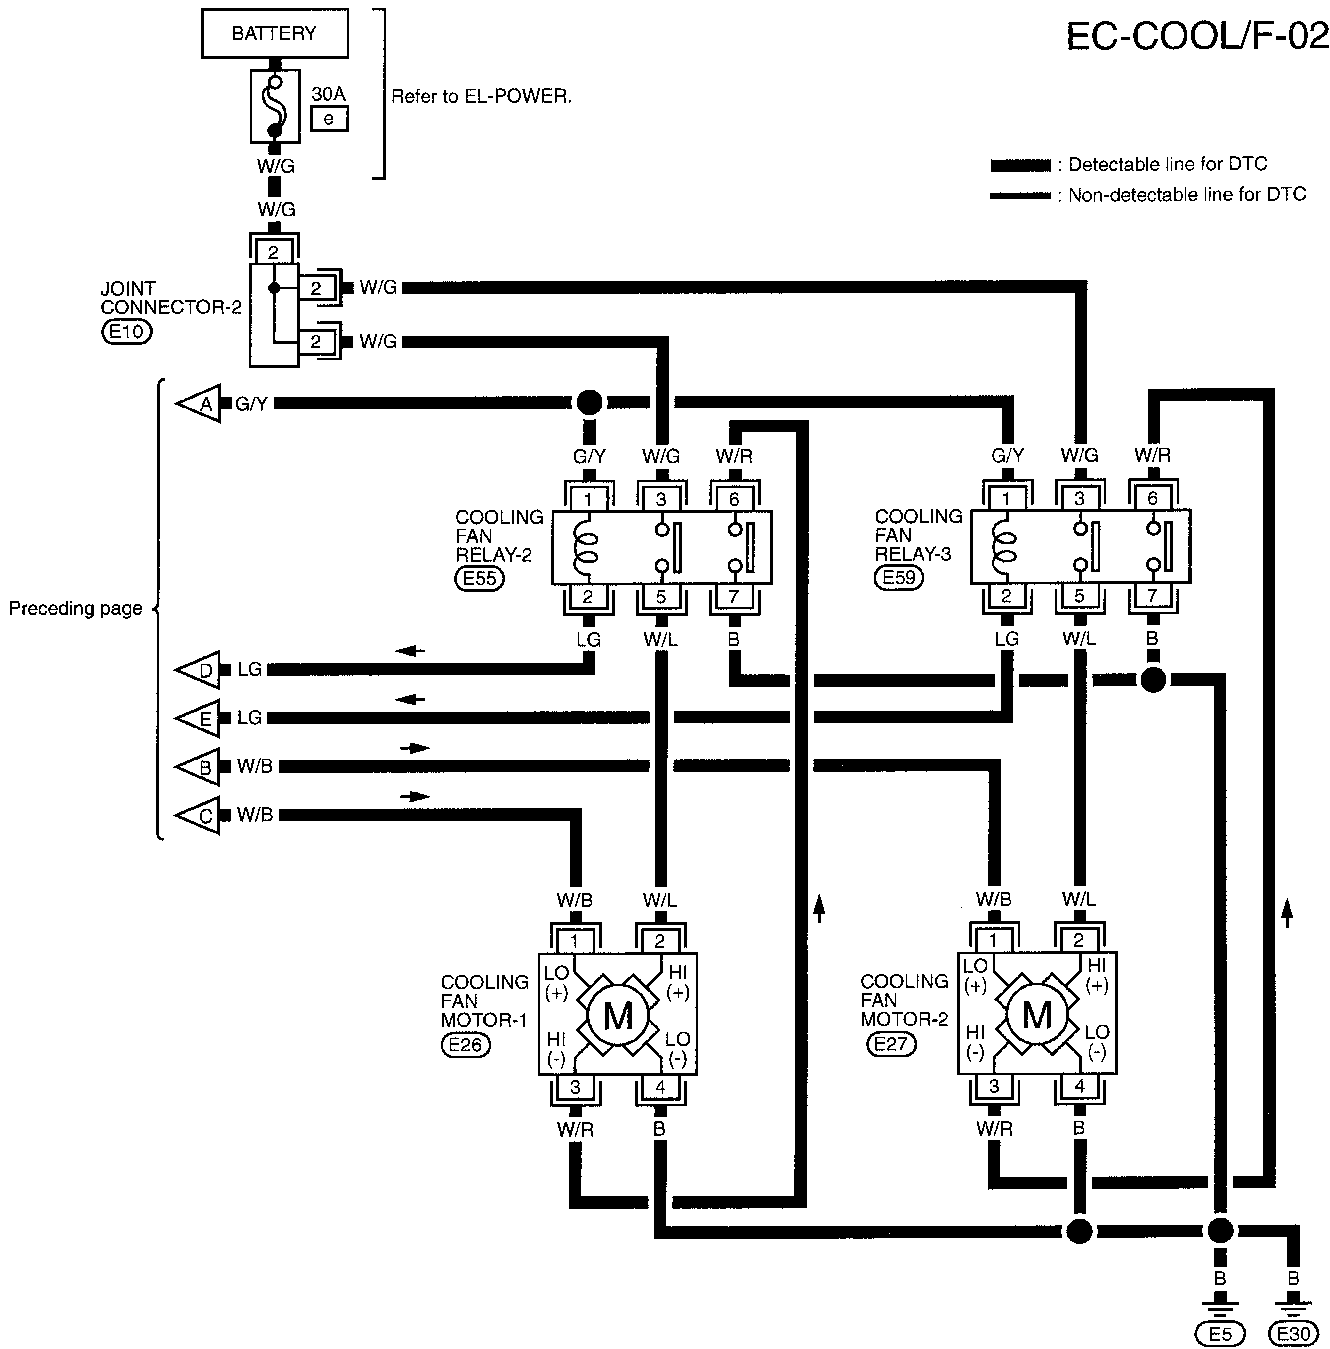 EC-COOL/F-02
BATTERY
30A
e
Refer to EL-POWER.
W/G
: Detectable line for DTC
: Non-detectable line for DTC
W/G
2
JOINT
CONNECTOR-2
E10
2 W/G
2 W/G
A G/Y
G/Y W/G W/R
G/Y W/G W/R
1 3 6
1 3 6
COOLING
FAN
RELAY-2
E55
COOLING
FAN
RELAY-3
E59
2 5 7
2 5 7
Preceding page
LG W/L B
LG W/L B
D LG
E LG
B W/B
C W/B
W/B W/L
W/B W/L
1 2
1 2
COOLING
FAN
MOTOR-1
E26
LO
(+)
HI
(+)
M
HI
(-)
LO
(-)
COOLING
FAN
MOTOR-2
E27
LO
(+)
HI
(+)
M
HI
(-)
LO
(-)
3 4
3 4
W/R B
W/R B
B B
E5 E30